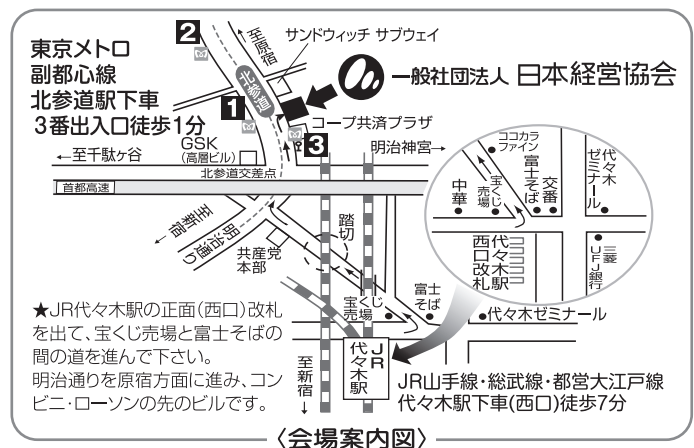 東京メトロ
副都心線
北参道駅下車
3番出入口徒歩1分
2
至原宿
サンドウィッチ サブウェイ
北参道
一般社団法人 日本経営協会
1
コープ共済プラザ
3
GSK
(高層ビル)
←至千駄ヶ谷
北参道交差点
明治神宮→
首都高速
至新宿
明治通り
共産党
本部
踏切
宝くじ
売場
富士
そば
代々木ゼミナール
JR
代々木駅
至新宿
ココカラ
ファイン
中華
宝くじ
売場
富士そば
交番
代々木
ゼミナール
代々木駅
西口改札
三菱
UFJ銀行
★JR代々木駅の正面(西口)改札
を出て、宝くじ売場と富士そばの
間の道を進んで下さい。
明治通りを原宿方面に進み、コン
ビニ・ローソンの先のビルです。
JR山手線・総武線・都営大江戸線
代々木駅下車(西口)徒歩7分
〈会場案内図〉